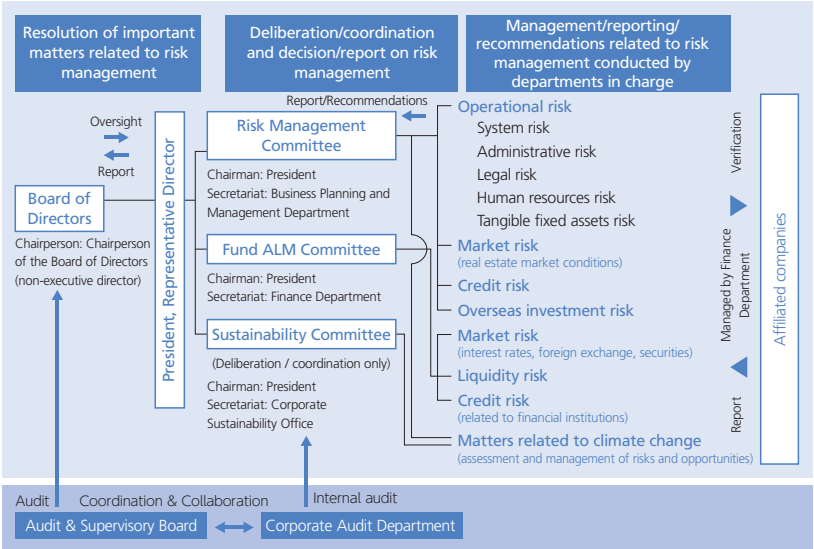 Resolution of important
matters related to risk
management
Deliberation/coordination
and decision/report on risk
management
Management/reporting/
recommendations related to risk
management conducted by
departments in charge
Oversight
Report
Board of
Directors
Chairperson: Chairperson
of the Board of Directors
(non-executive director)
President, Representative Director
Report/Recommendations
Risk Management
Committee
Chairman: President
Secretariat: Business Planning and
Management Department
Fund ALM Committee
Chairman: President
Secretariat: Finance Department
Sustainability Committee
(Deliberation / coordination only)
Chairman: President
Secretariat: Corporate
Sustainability Office
Operational risk
System risk
Administrative risk
Legal risk
Human resources risk
Tangible fixed assets risk
Market risk
(real estate market conditions)
Credit risk
Overseas investment risk
Market risk
(interest rates, foreign exchange, securities)
Liquidity risk
Credit risk
(related to financial institutions)
Matters related to climate change
(assessment and management of risks and opportunities)
Verification
Managed by Finance
Department
Report
Affiliated companies
Audit
Coordination & Collaboration
Internal audit
Audit & Supervisory Board
Corporate Audit Department